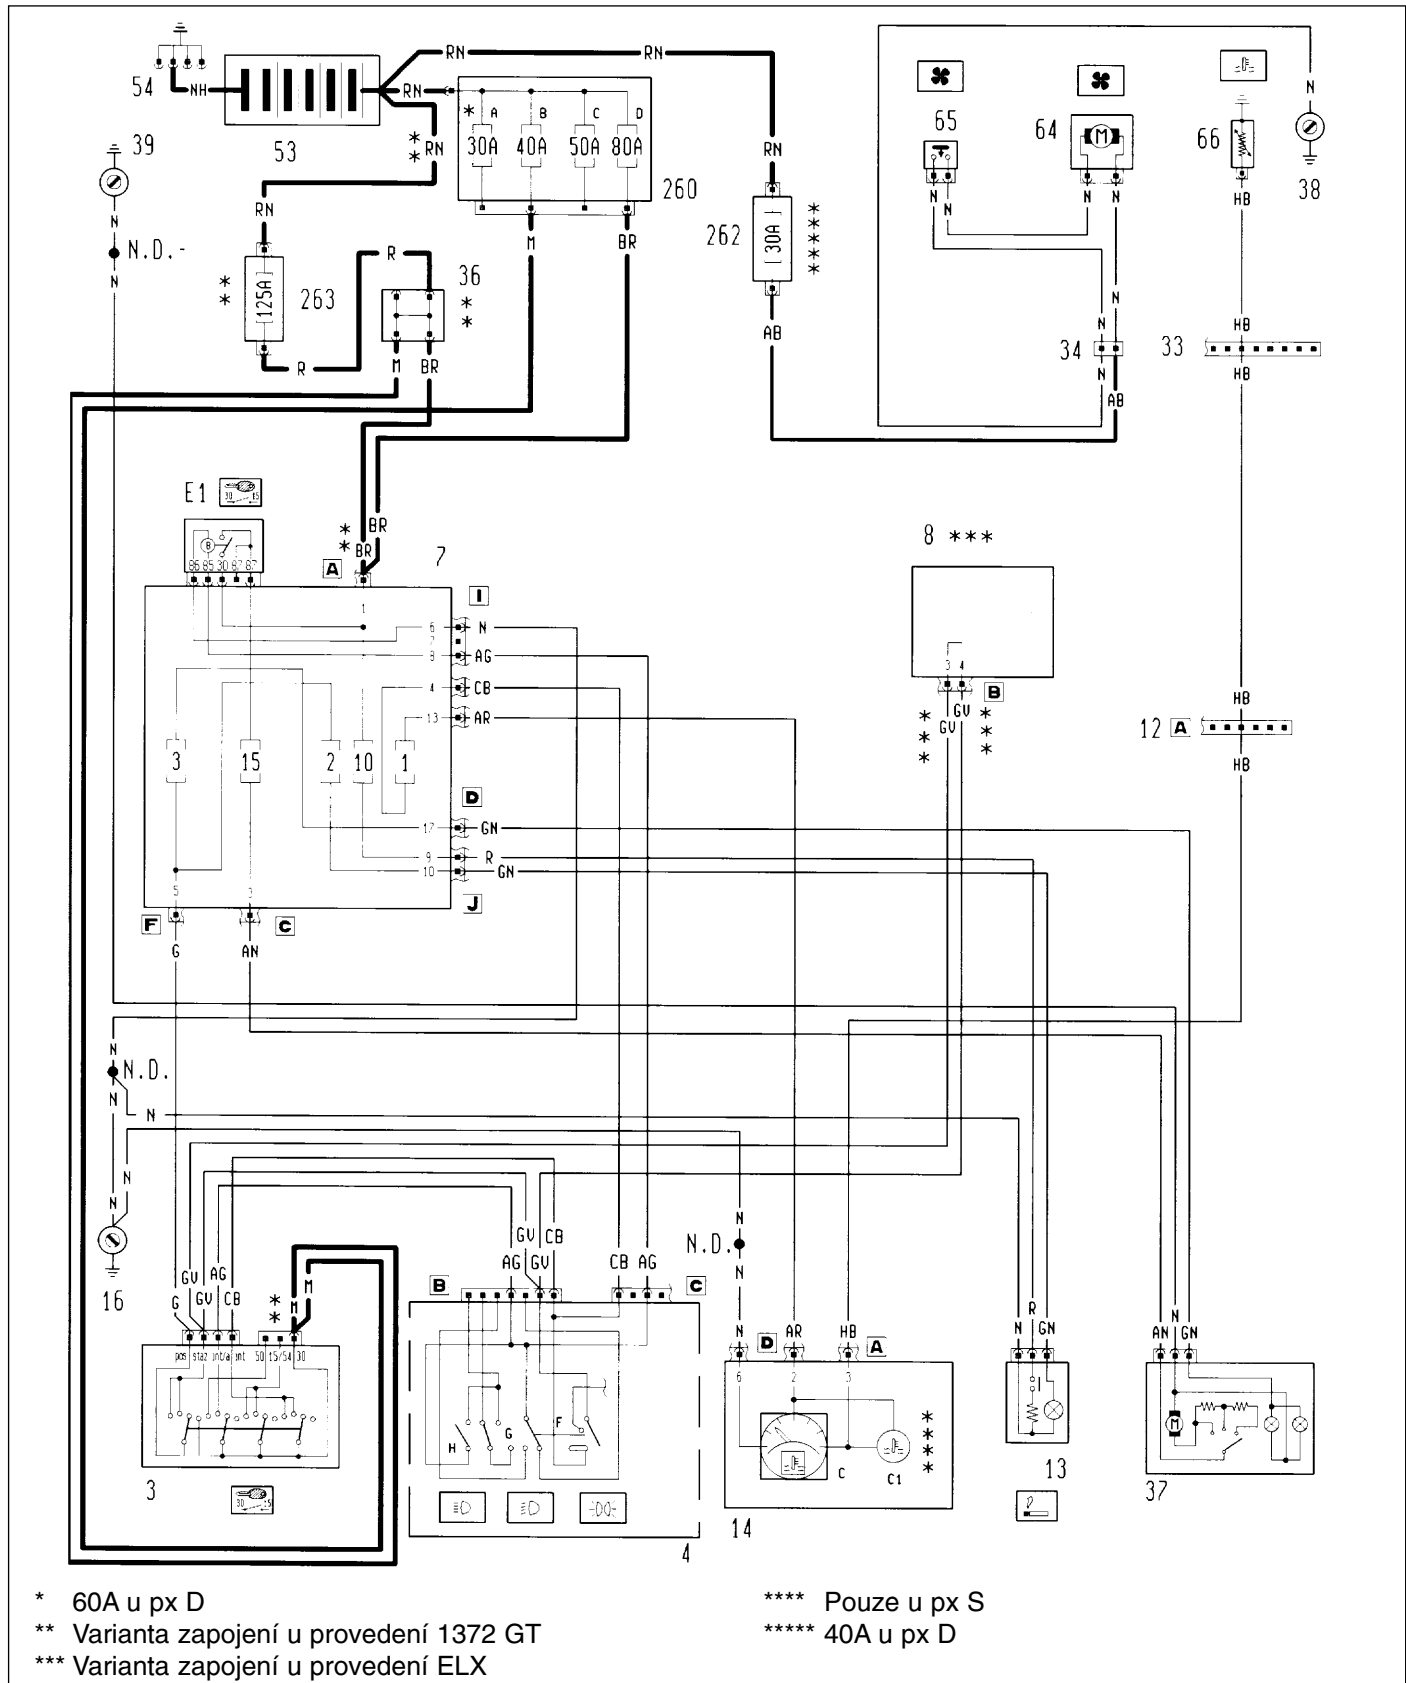 RN RN
54 NH RN
* A B C D
30A 40A 50A 80A
65 64 M 66 N
39 53 * * RN RN 260 38
N RN 262 30A * * * * * N N N N HB
N.D.- R M BR
N 36 * *
* * 125A 263
AB N N HB
34 33
R M BR N HB
AB
E1 30 15
* * BR BR
8 ***
86 85 30 87 87
A 7
1 I
6 N
7
8 AG
4 CB
13 AR
3 4
B
GV GV
* * * * * *
HB
12 A
HB
3 15 2 10 1
D
17 GN
9 R
10 GN
5 3 J
F C
G AN
N
N.D.
N
N
N
N
N
GV CB N
N.D.
AG GV CB AG N
16 GV AG B C
G GV CB * * M M
N AR HB N R GN AN N GN
D A
pos staz int/a int 50 15/54 30
6 2 3
M
H G F
C C1 * * * *
3 30 15
13 37
14
4
* 60A u px D
** Varianta zapojení u provedení 1372 GT
*** Varianta zapojení u provedení ELX
**** Pouze u px S
***** 40A u px D